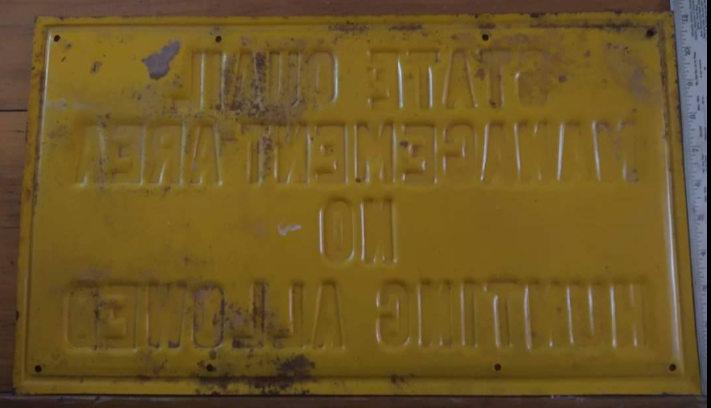 STATE QUAIL
MANAGEMENT AREA
NO
HUNTING ALLOWED